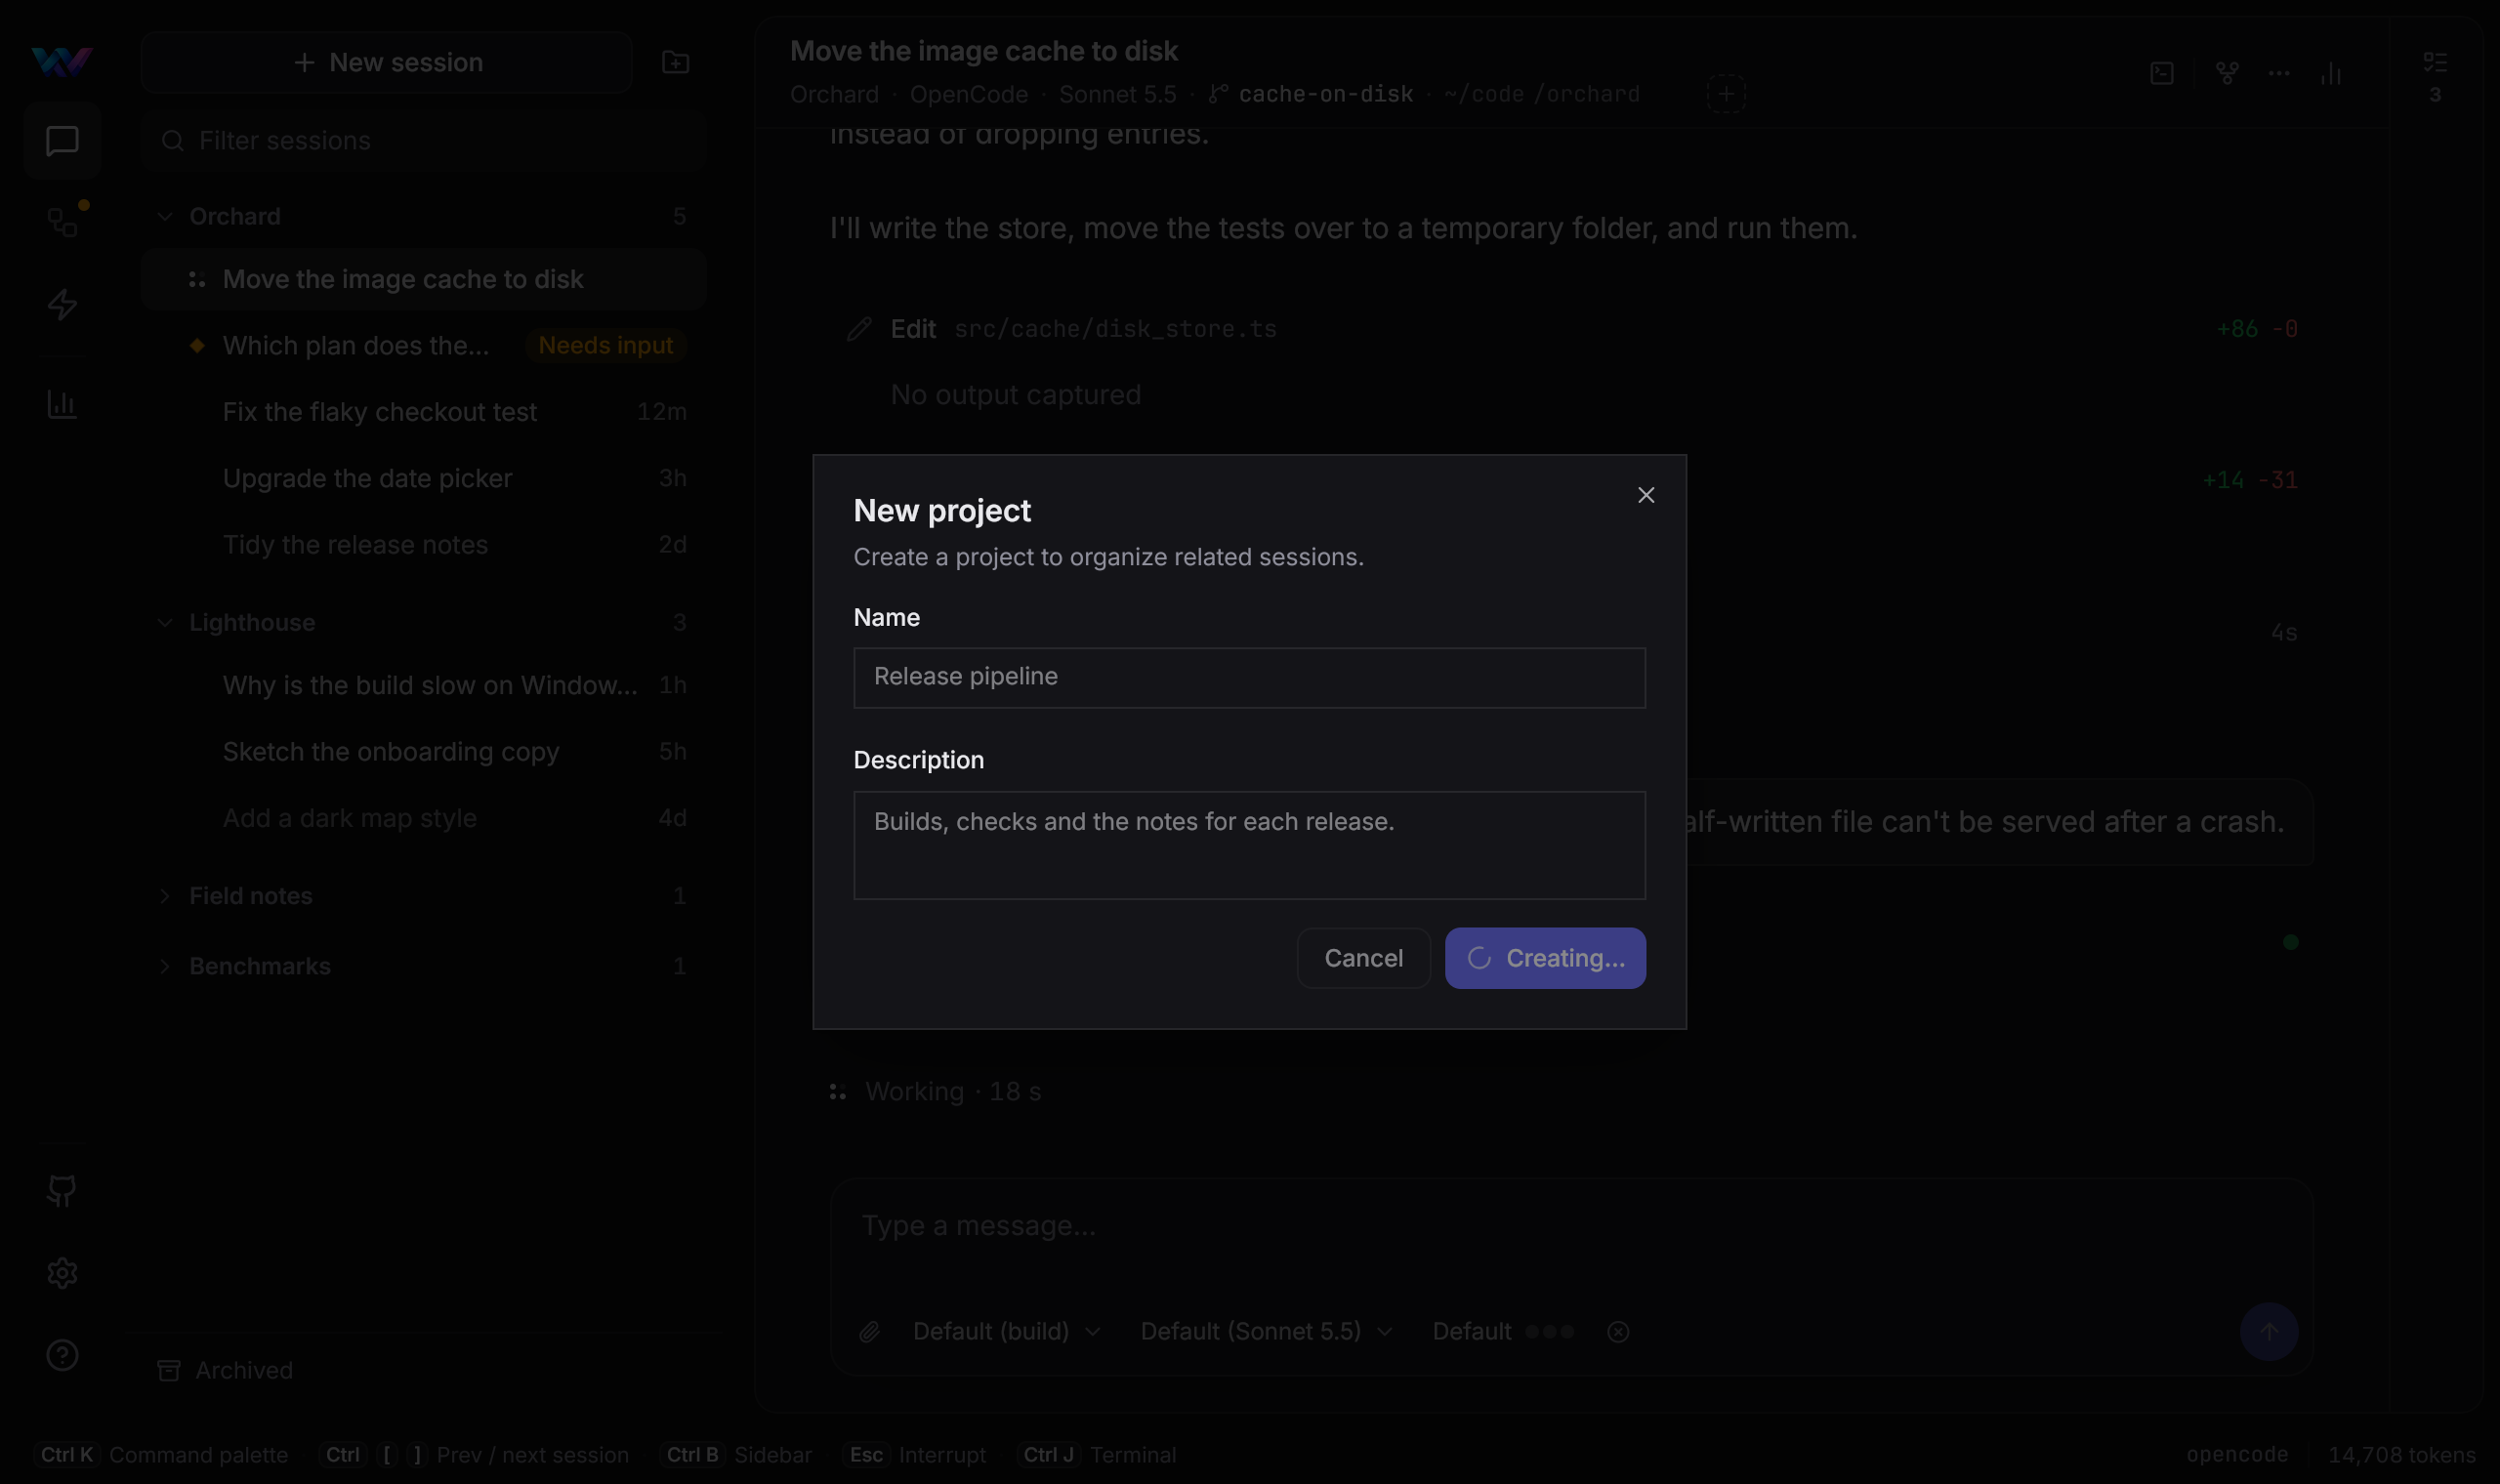 New session
Filter sessions
Orchard 5
Move the image cache to disk
Which plan does the... Needs input
Fix the flaky checkout test 12m
Upgrade the date picker 3h
Tidy the release notes 2d
Lighthouse 3
Why is the build slow on Window... 1h
Sketch the onboarding copy 5h
Add a dark map style 4d
Field notes 1
Benchmarks 1
Archived
Move the image cache to disk
Orchard · OpenCode · Sonnet 5.5 · cache-on-disk · ~/code /orchard
3
instead of dropping entries.
I'll write the store, move the tests over to a temporary folder, and run them.
Edit src/cache/disk_store.ts +86 -0
No output captured
+14 -31
4s
alf-written file can't be served after a crash.
New project
Create a project to organize related sessions.
Name
Release pipeline
Description
Builds, checks and the notes for each release.
Cancel Creating...
Working · 18 s
Type a message...
Default (build) Default (Sonnet 5.5) Default
Ctrl K Command palette Ctrl [ ] Prev / next session Ctrl B Sidebar Esc Interrupt Ctrl J Terminal opencode 14,708 tokens